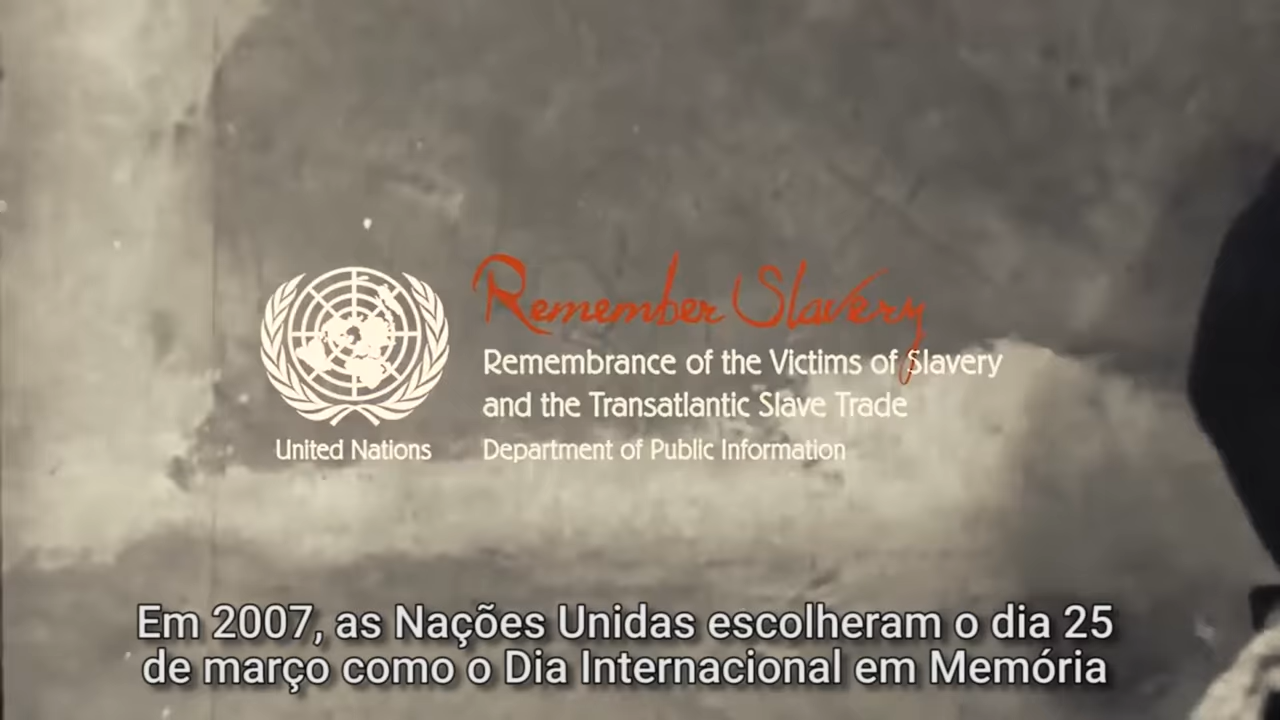 Remember Slavery
Remembrance of the Victims of Slavery
and the Transatlantic Slave Trade
United Nations
Department of Public Information
Em 2007, as Nações Unidas escolheram o dia 25
de março como o Dia Internacional em Memória